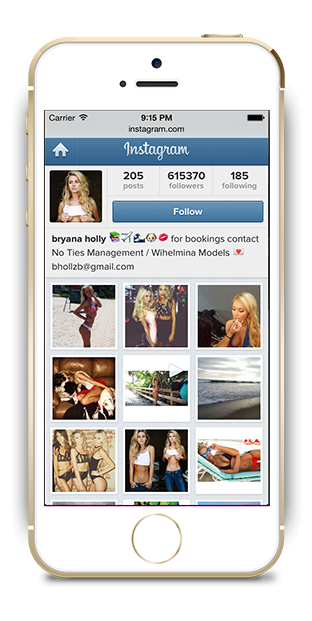 Carrier 9:15 PM
instagram.com
Instagram
205 615370 185
posts followers following
Follow
bryana holly 📚✈️👟🐶💋 for bookings contact
No Ties Management / Wihelmina Models 💌
bhollzb@gmail.com